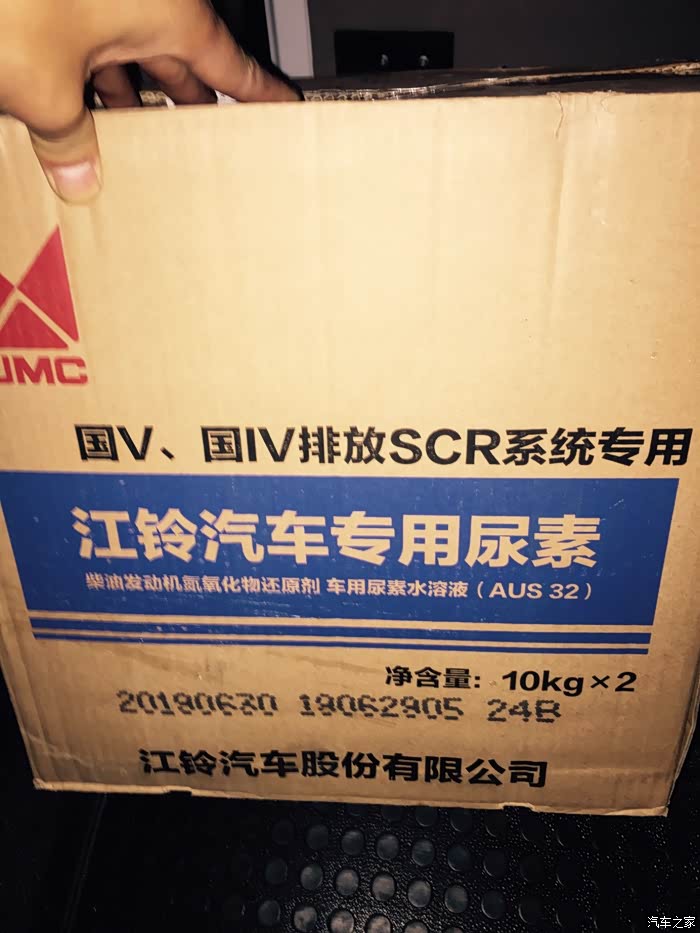 JMC
国V、国IV排放SCR系统专用
江铃汽车专用尿素
柴油发动机氮氧化物还原剂 车用尿素水溶液（AUS 32）
净含量：10kg×2
20180630 18062905 24B
江铃汽车股份有限公司
汽车之家